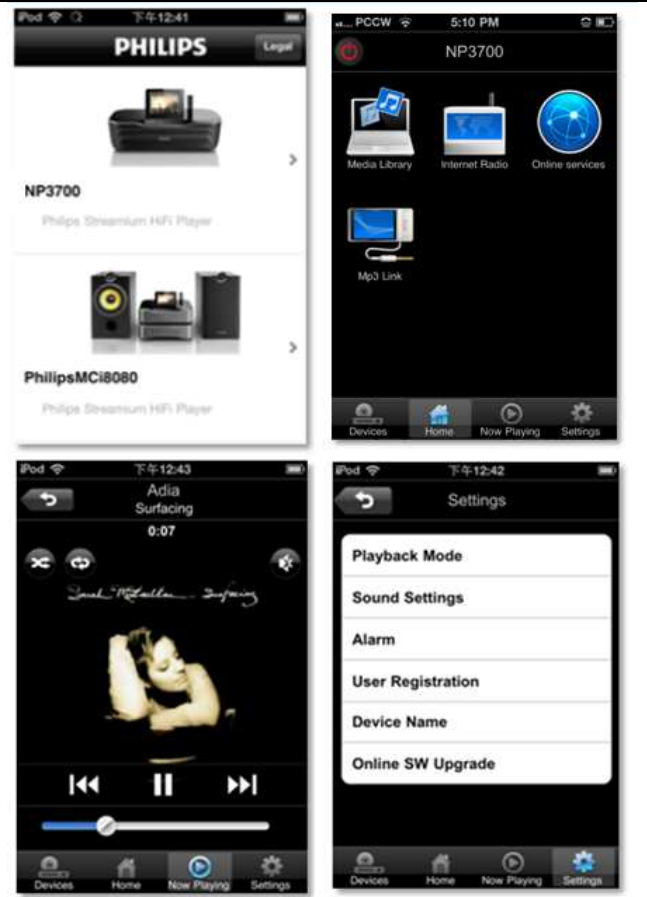 iPod
下午12:41
PHILIPS
Legal
NP3700
Philips Streamium HiFi Player
PhilipsMCi8080
Philips Streamium HiFi Player
... PCCW
5:10 PM
NP3700
Media Library
Internet Radio
Online services
Mp3 Link
Devices
Home
Now Playing
Settings
iPod
下午12:43
Adia
Surfacing
0:07
Sarah McLachlan Surfacing
Devices
Home
Now Playing
Settings
iPod
下午12:42
Settings
Playback Mode
Sound Settings
Alarm
User Registration
Device Name
Online SW Upgrade
Devices
Home
Now Playing
Settings